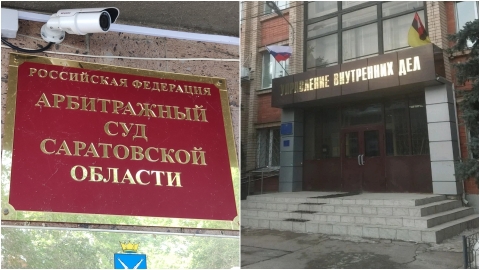 РОССИЙСКАЯ ФЕДЕРАЦИЯ
АРБИТРАЖНЫЙ
СУД
САРАТОВСКОЙ
ОБЛАСТИ
УПРАВЛЕНИЕ ВНУТРЕННИХ ДЕЛ